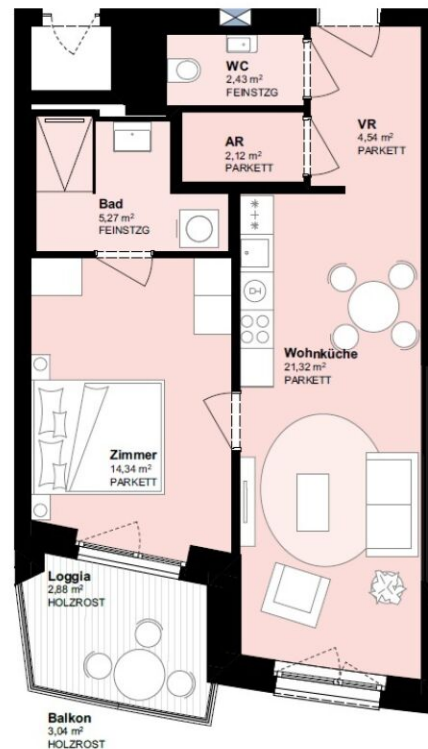 WC
2,43 m²
FEINSTZG
VR
4,54 m²
PARKETT
AR
2,12 m²
PARKETT
Bad
5,27 m²
FEINSTZG
Wohnküche
21,32 m²
PARKETT
Zimmer
14,34 m²
PARKETT
Loggia
2,88 m²
HOLZROST
Balkon
3,04 m²
HOLZROST